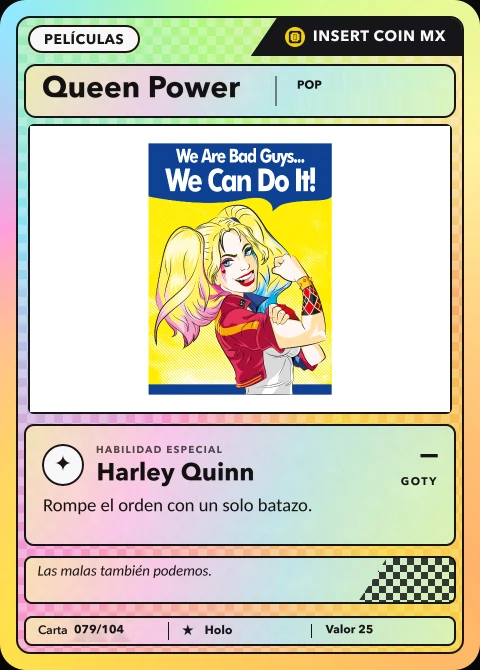 PELÍCULAS
INSERT COIN MX
Queen Power
POP
We Are Bad Guys...
We Can Do It!
HABILIDAD ESPECIAL
Harley Quinn
—
GOTY
Rompe el orden con un solo batazo.
Las malas también podemos.
Carta 079/104
★ Holo
Valor 25